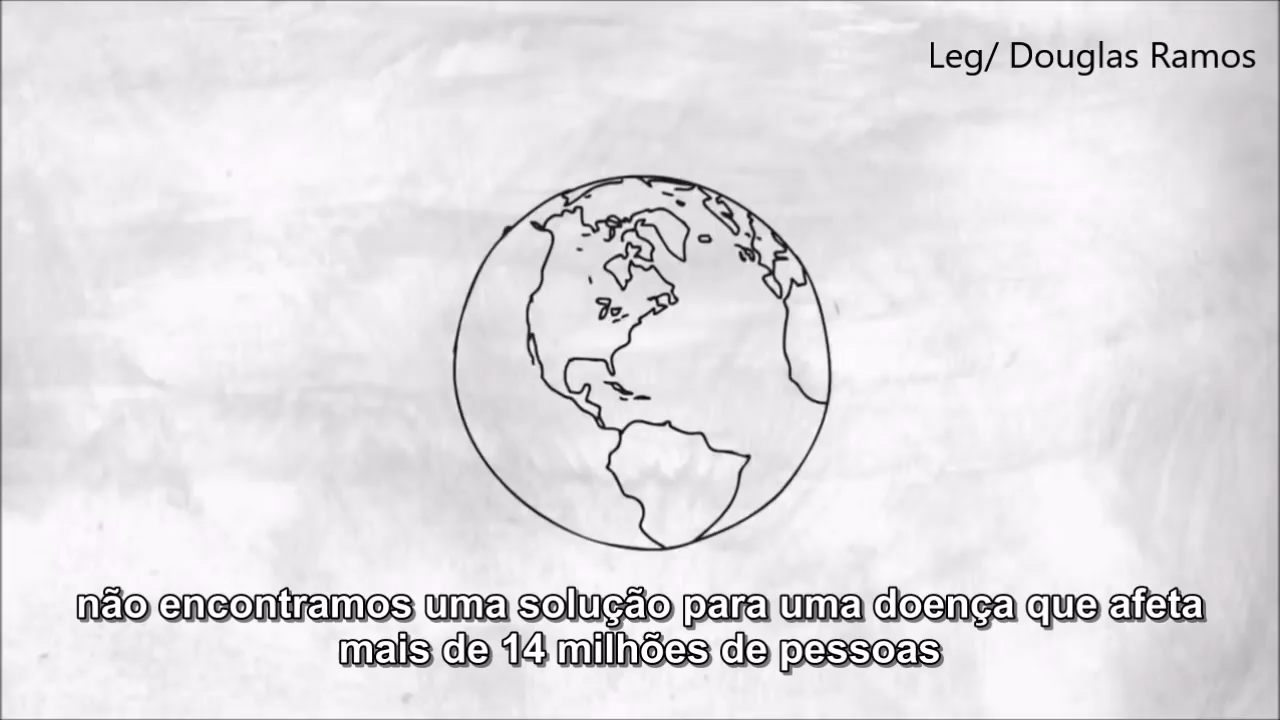 Leg/ Douglas Ramos
não encontramos uma solução para uma doença que afeta
mais de 14 milhões de pessoas